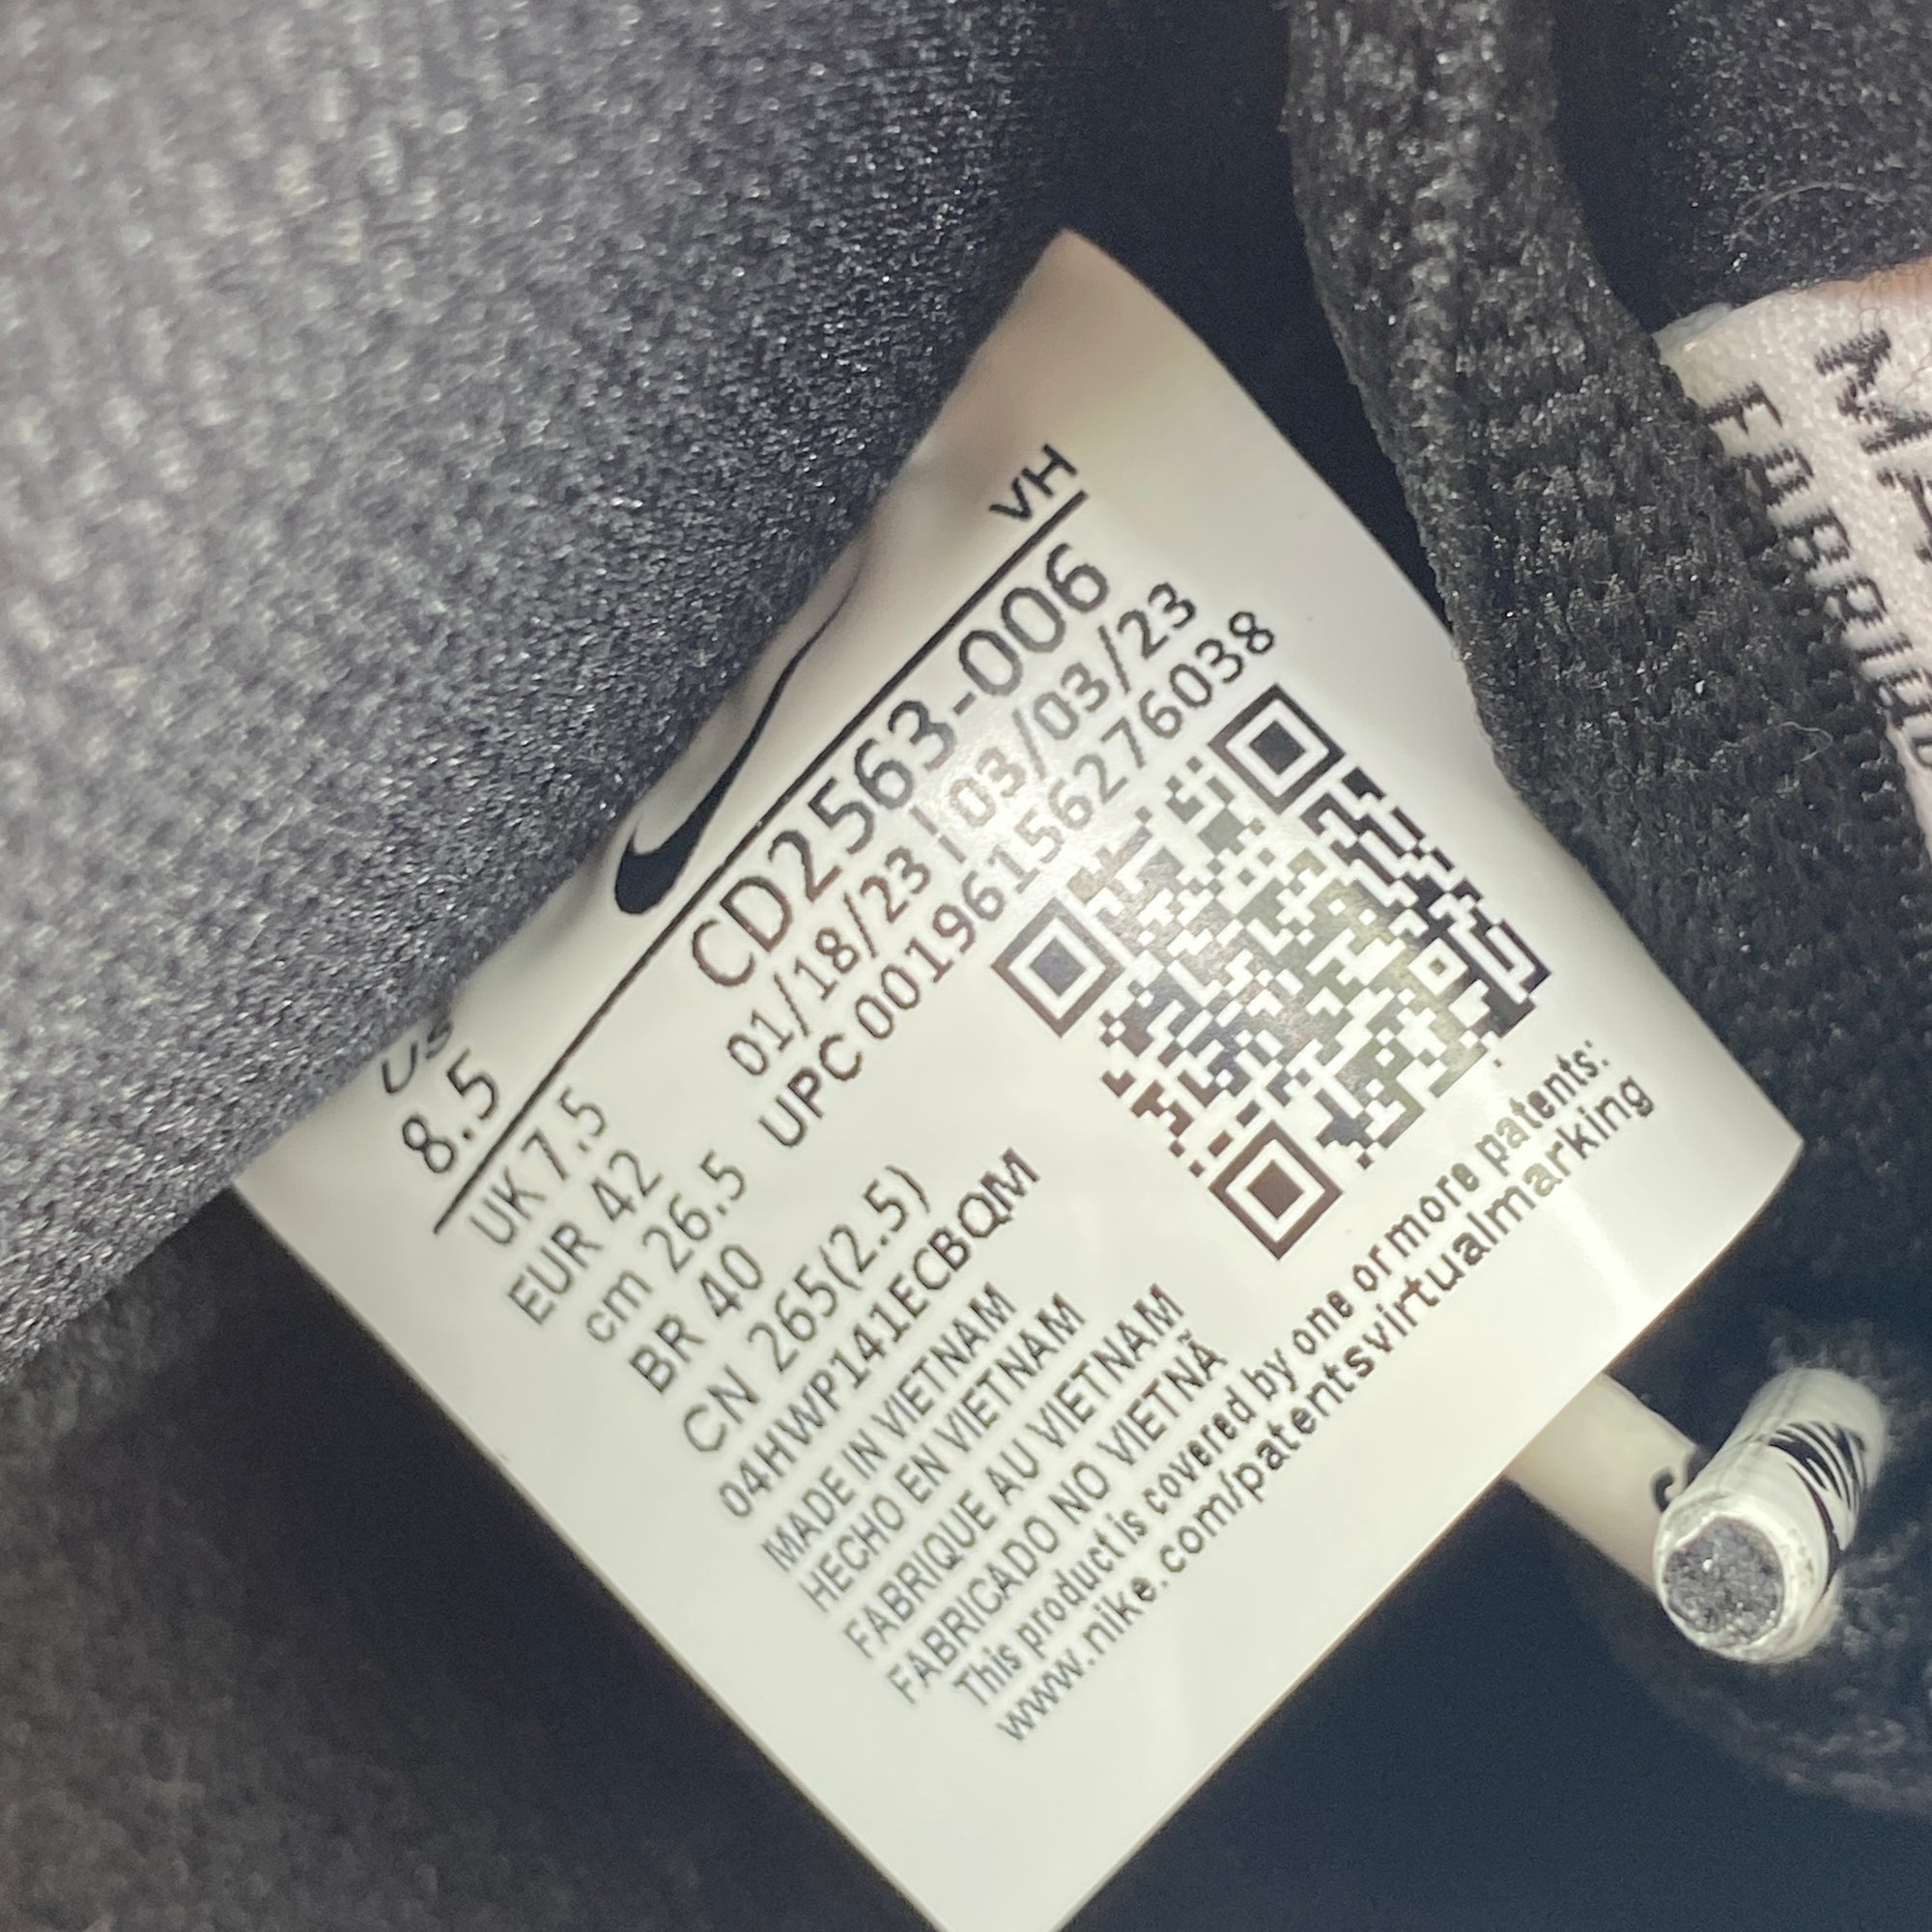 VH
US
8.5
CD2563-006
01/18/23 | 03/03/23
UPC 00196156276038
UK 7.5
EUR 42
cm 26.5
BR 40
CN 265(2.5)
04HWP141ECBQM
MADE IN VIETNAM
HECHO EN VIETNAM
FABRIQUE AU VIETNAM
FABRICADO NO VIETNÃ
This product is covered by one or more patents:
www.nike.com/patentsvirtualmarking